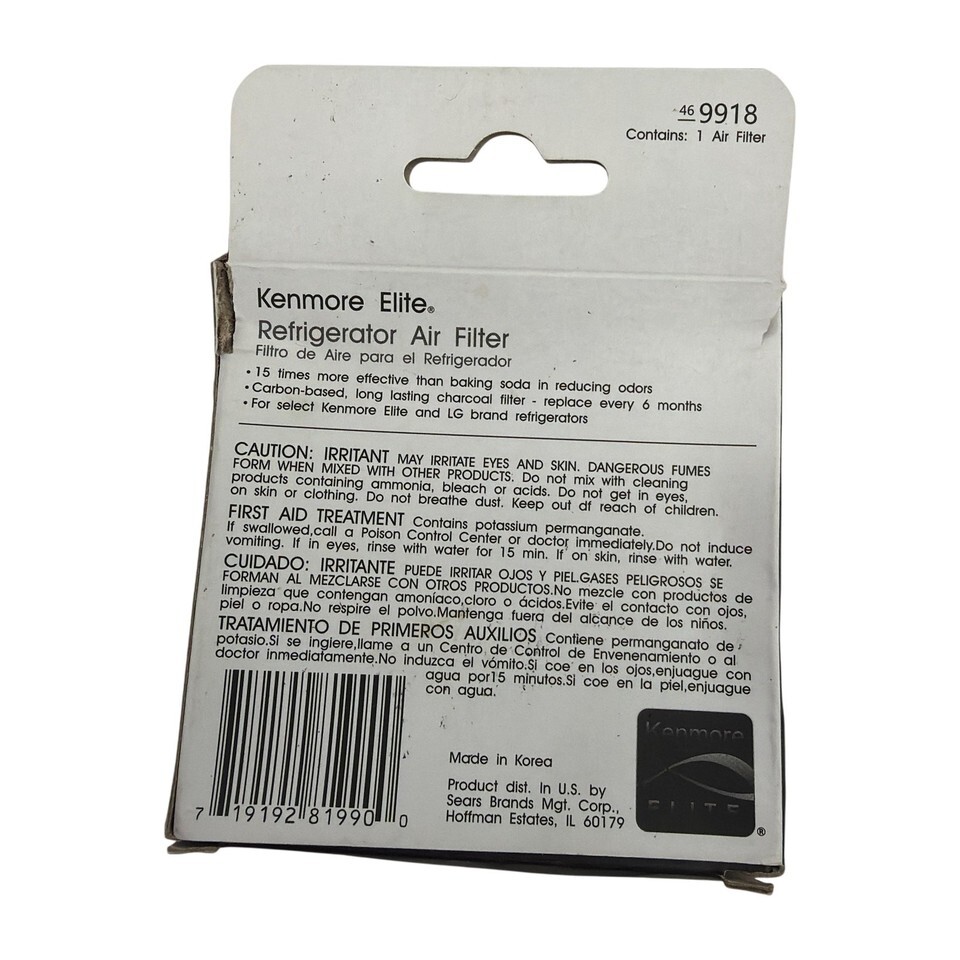 46 9918
Contains: 1 Air Filter
Kenmore Elite®
Refrigerator Air Filter
Filtro de Aire para el Refrigerador
• 15 times more effective than baking soda in reducing odors
• Carbon-based, long lasting charcoal filter - replace every 6 months
• For select Kenmore Elite and LG brand refrigerators
CAUTION: IRRITANT MAY IRRITATE EYES AND SKIN. DANGEROUS FUMES
FORM WHEN MIXED WITH OTHER PRODUCTS. Do not mix with cleaning
products containing ammonia, bleach or acids. Do not get in eyes,
on skin or clothing. Do not breathe dust. Keep out df reach of children.
FIRST AID TREATMENT Contains potassium permanganate.
If swallowed,call a Poison Control Center or doctor immediately.Do not induce
vomiting. If in eyes, rinse with water for 15 min. If on skin, rinse with water.
CUIDADO: IRRITANTE PUEDE IRRITAR OJOS Y PIEL.GASES PELIGROSOS SE
FORMAN AL MEZCLARSE CON OTROS PRODUCTOS.No mezcle con productos de
limpieza que contengan amoníaco,cloro o ácidos.Evite el contacto con ojos,
piel o ropa.No respire el polvo.Mantenga fuera del alcance de los niños.
TRATAMIENTO DE PRIMEROS AUXILIOS Contiene permanganato de
potasio.Si se ingiere,llame a un Centro de Control de Envenenamiento o al
doctor inmediatamente.No induzca el vómito.Si coe en los ojos,enjuague con
agua por15 minutos.Si coe en la piel,enjuague
con agua.
Made in Korea
Product dist. in U.S. by
Sears Brands Mgt. Corp.,
Hoffman Estates, IL 60179
Kenmore
ELITE
®
7 19192 81990 0